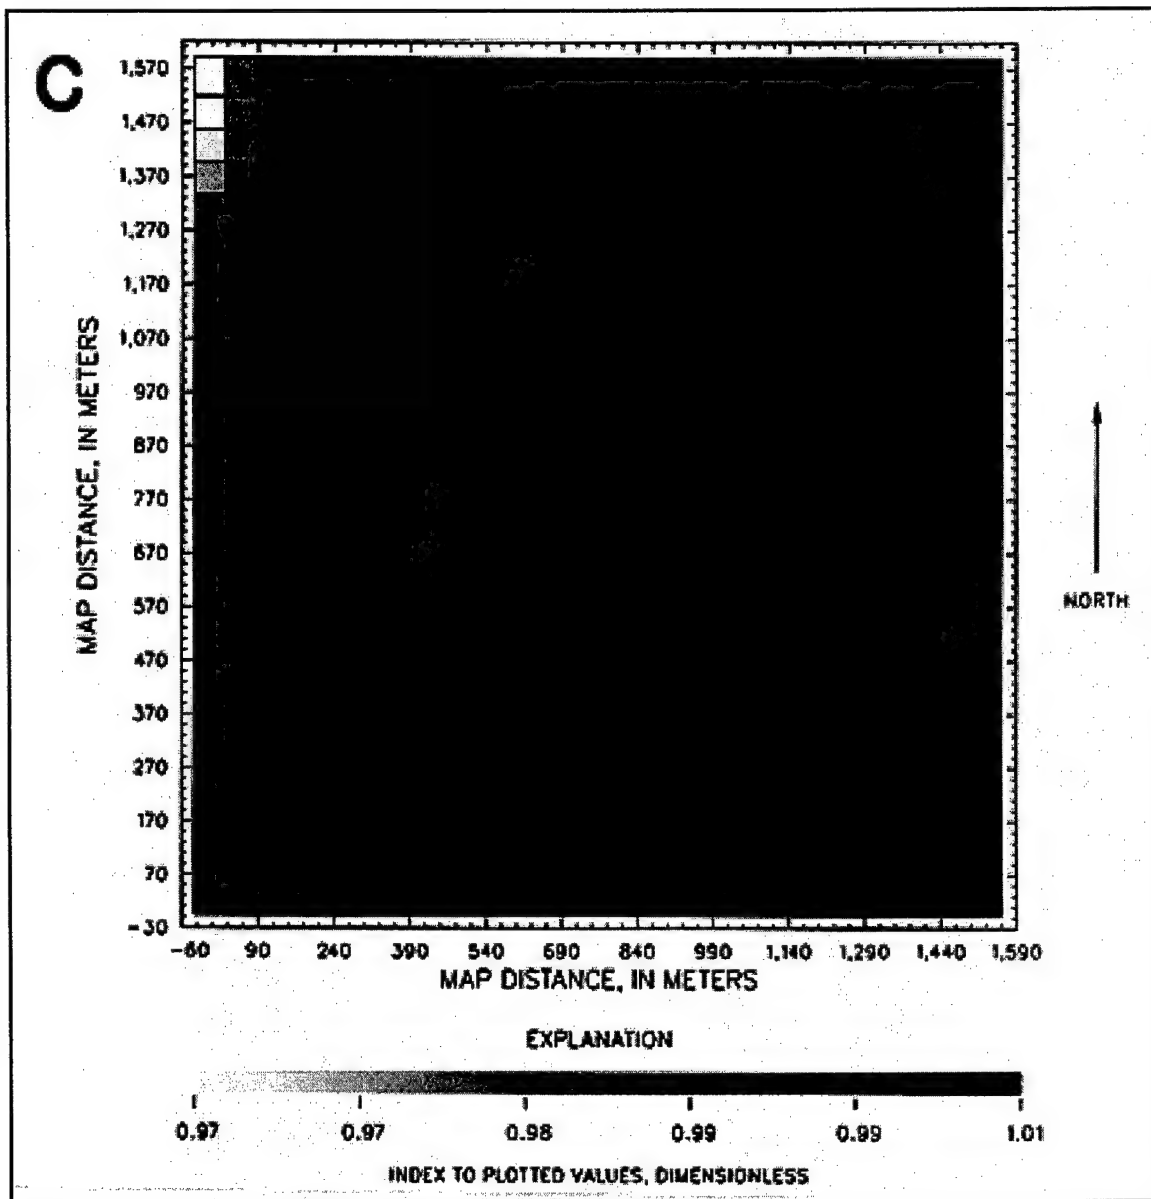 C
1,570
1,470
1,370
1,270
1,170
1,070
970
870
770
670
570
470
370
270
170
70
-30
MAP DISTANCE, IN METERS
NORTH
-60 90 240 390 540 690 840 990 1,140 1,290 1,440 1,590
MAP DISTANCE, IN METERS
EXPLANATION
0.97 0.97 0.98 0.99 0.99 1.01
INDEX TO PLOTTED VALUES, DIMENSIONLESS